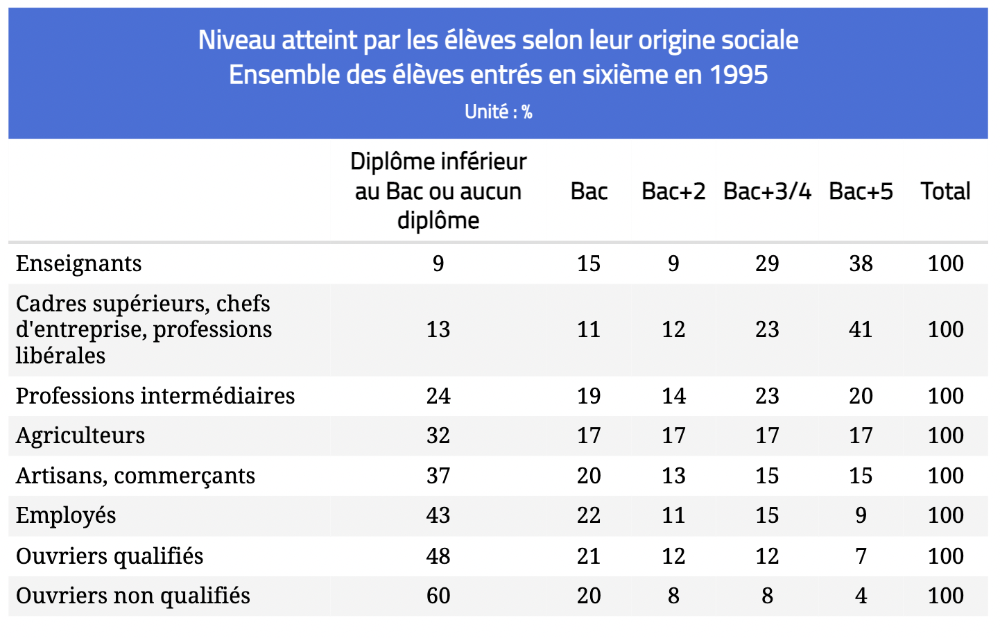 Niveau atteint par les élèves selon leur origine sociale
Ensemble des élèves entrés en sixième en 1995
Unité : %
Diplôme inférieur
au Bac ou aucun Bac Bac+2 Bac+3/4 Bac+5 Total
diplôme
Enseignants 9 15 9 29 38 100
Cadres supérieurs, chefs
d'entreprise, professions 13 11 12 23 41 100
libérales
Professions intermédiaires 24 19 14 23 20 100
Agriculteurs 32 17 17 17 17 100
Artisans, commerçants 37 20 13 15 15 100
Employés 43 22 11 15 9 100
Ouvriers qualifiés 48 21 12 12 7 100
Ouvriers non qualifiés 60 20 8 8 4 100